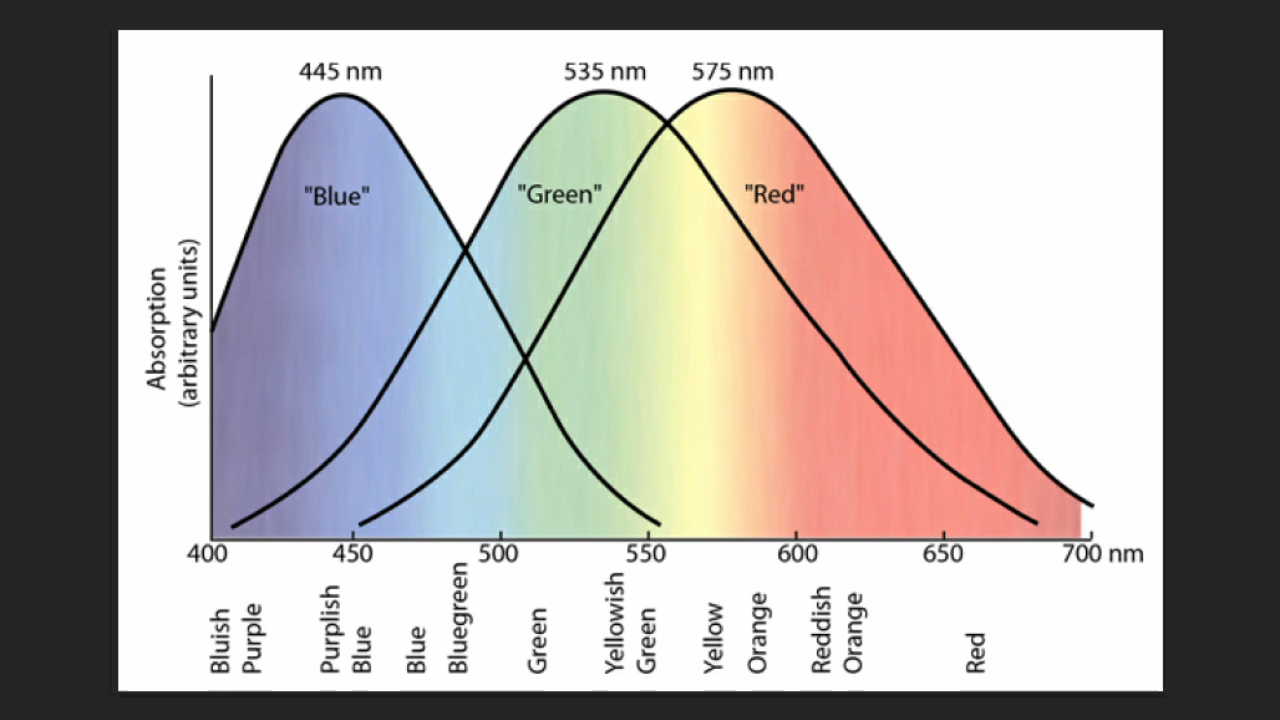 445 nm
535 nm
575 nm
"Blue"
"Green"
"Red"
Absorption
(arbitrary units)
400
450
500
550
600
650
700 nm
Bluish
Purple
Purplish
Blue
Blue
Bluegreen
Green
Yellowish
Green
Yellow
Orange
Reddish
Orange
Red